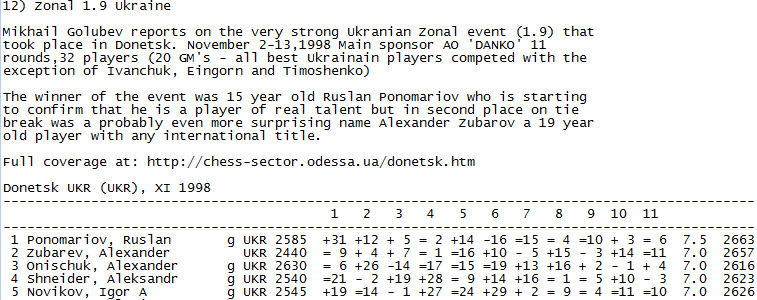 12) Zonal 1.9 Ukraine
Mikhail Golubev reports on the very strong Ukranian Zonal event (1.9) that
took place in Donetsk. November 2-13,1998 Main sponsor AO 'DANKO' 11
rounds,32 players (20 GM's - all best Ukrainain players competed with the
exception of Ivanchuk, Eingorn and Timoshenko)
The winner of the event was 15 year old Ruslan Ponomariov who is starting
to confirm that he is a player of real talent but in second place on tie
break was a probably even more surprising name Alexander Zubarov a 19 year
old player with any international title.
Full coverage at: http://chess-sector.odessa.ua/donetsk.htm
Donetsk UKR (UKR), XI 1998
-------------------------------------------------------------------------------------------
1 2 3 4 5 6 7 8 9 10 11
-------------------------------------------------------------------------------------------
1 Ponomariov, Ruslan g UKR 2585 +31 +12 + 5 = 2 +14 -16 =15 = 4 =10 + 3 = 6 7.5 2663
2 Zubarev, Alexander UKR 2440 = 9 + 4 + 7 = 1 =16 +10 - 5 +15 - 3 +14 =11 7.0 2657
3 Onischuk, Alexander g UKR 2630 = 6 +26 -14 =17 =15 =19 +13 +16 + 2 - 1 + 4 7.0 2616
4 Shneider, Aleksandr g UKR 2540 =21 - 2 +19 +28 = 9 +14 +16 = 1 = 5 +10 - 3 7.0 2623
5 Novikov, Igor A g UKR 2545 +19 =14 - 1 +27 =24 +29 + 2 = 9 = 4 =11 =10 7.0 2626